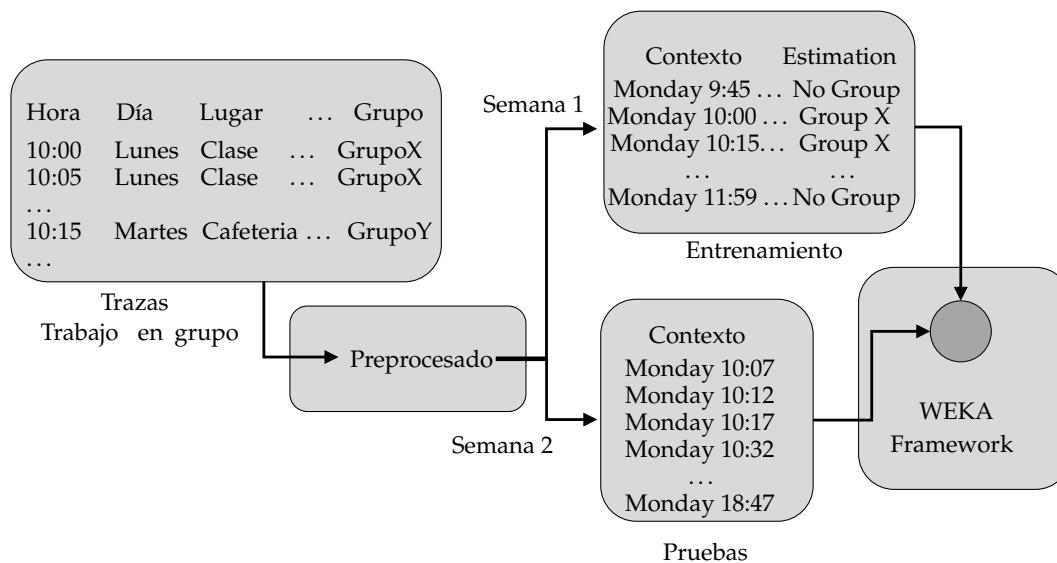 Hora Día Lugar ... Grupo
10:00 Lunes Clase ... GrupoX
10:05 Lunes Clase ... GrupoX
...
10:15 Martes Cafeteria ... GrupoY
...
Trazas
Trabajo en grupo
Preprocesado
Semana 1
Contexto Estimation
Monday 9:45 ... No Group
Monday 10:00 ... Group X
Monday 10:15... Group X
... ...
Monday 11:59 ... No Group
Entrenamiento
Semana 2
Contexto
Monday 10:07
Monday 10:12
Monday 10:17
Monday 10:32
...
Monday 18:47
Pruebas
WEKA
Framework